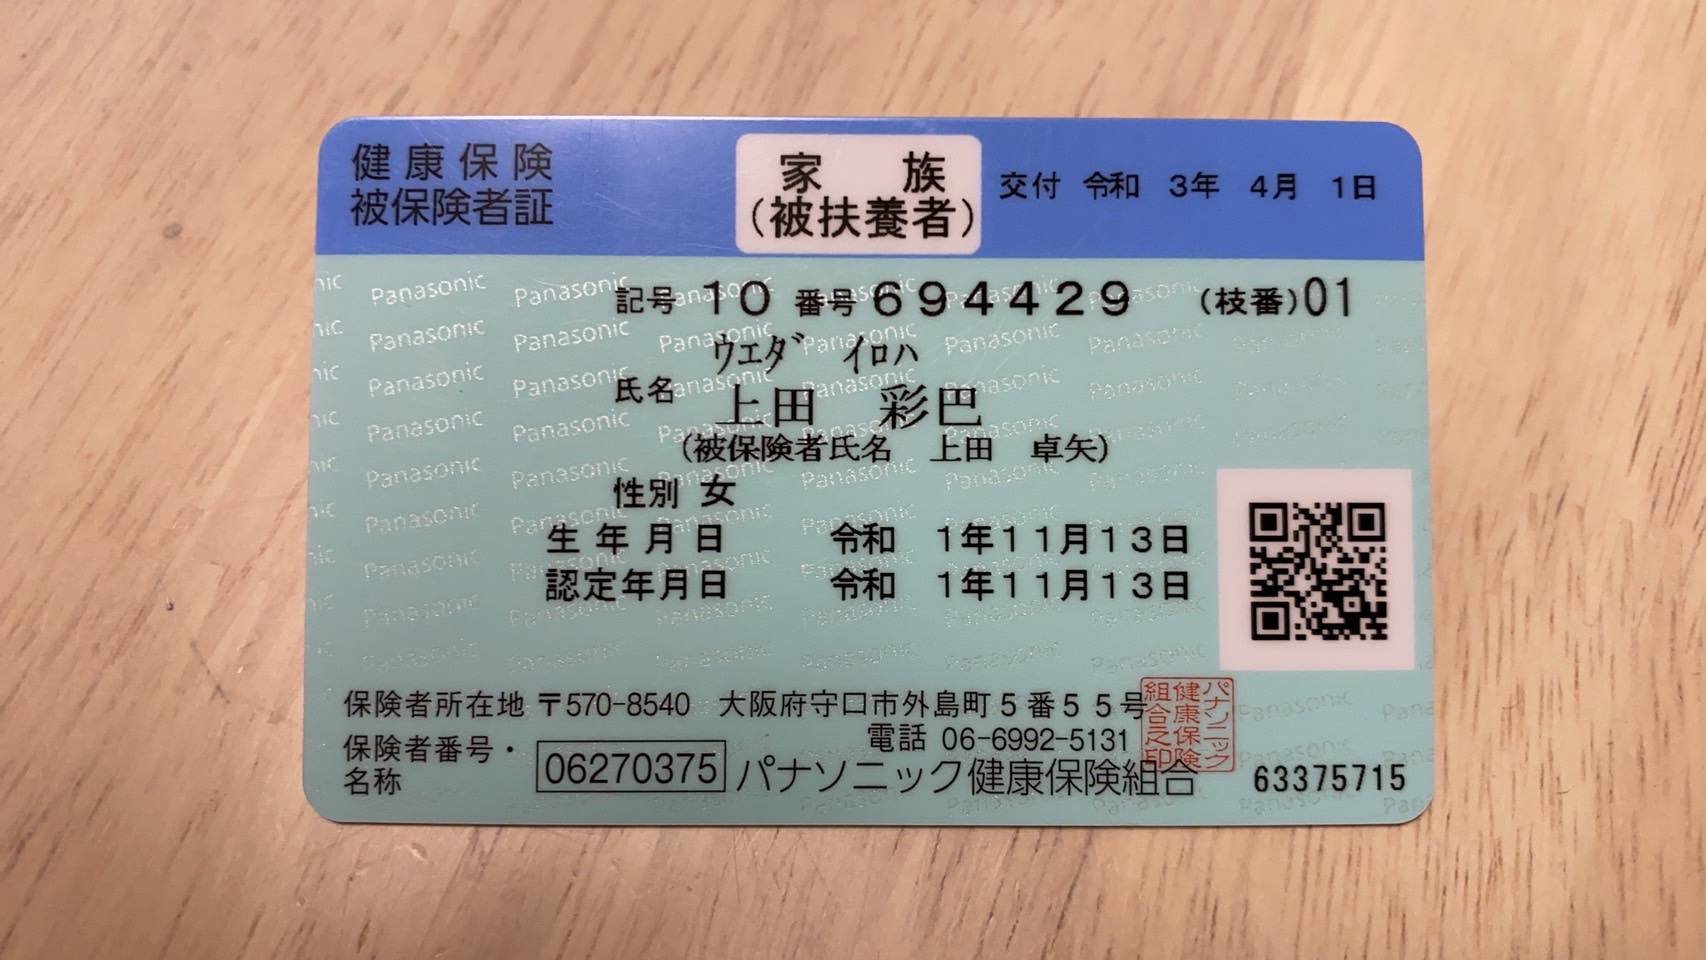 健康保険
被保険者証
家族
(被扶養者)
交付 令和 3年 4月 1日
記号 10 番号 694429 (枝番)01
ウエダ イロハ
氏名 上田 彩巴
(被保険者氏名 上田 卓矢)
性別 女
生年月日 令和 1年11月13日
認定年月日 令和 1年11月13日
保険者所在地 〒570-8540 大阪府守口市外島町5番55号
電話 06-6992-5131
保険者番号・名称 06270375 パナソニック健康保険組合
パナソニック健康保険組合之印
63375715
Panasonic